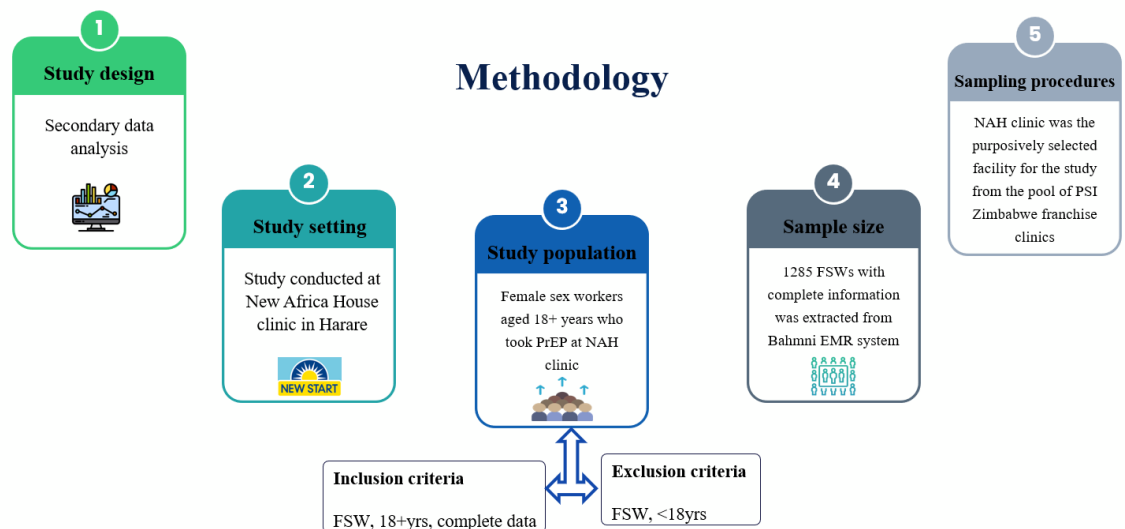 Methodology
1
Study design
Secondary data
analysis
2
Study setting
Study conducted at
New Africa House
clinic in Harare
NEW START
3
Study population
Female sex workers
aged 18+ years who
took PrEP at NAH
clinic
Inclusion criteria
FSW, 18+yrs, complete data
Exclusion criteria
FSW, <18yrs
4
Sample size
1285 FSWs with
complete information
was extracted from
Bahmni EMR system
5
Sampling procedures
NAH clinic was the
purposively selected
facility for the study
from the pool of PSI
Zimbabwe franchise
clinics